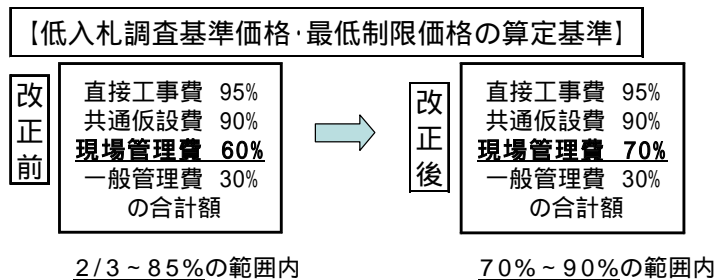 【低入札調査基準価格･最低制限価格の算定基準】
改正前
直接工事費 95%
共通仮設費 90%
現場管理費 60%
一般管理費 30%
の合計額
2/3~85%の範囲内
改正後
直接工事費 95%
共通仮設費 90%
現場管理費 70%
一般管理費 30%
の合計額
70%~90%の範囲内